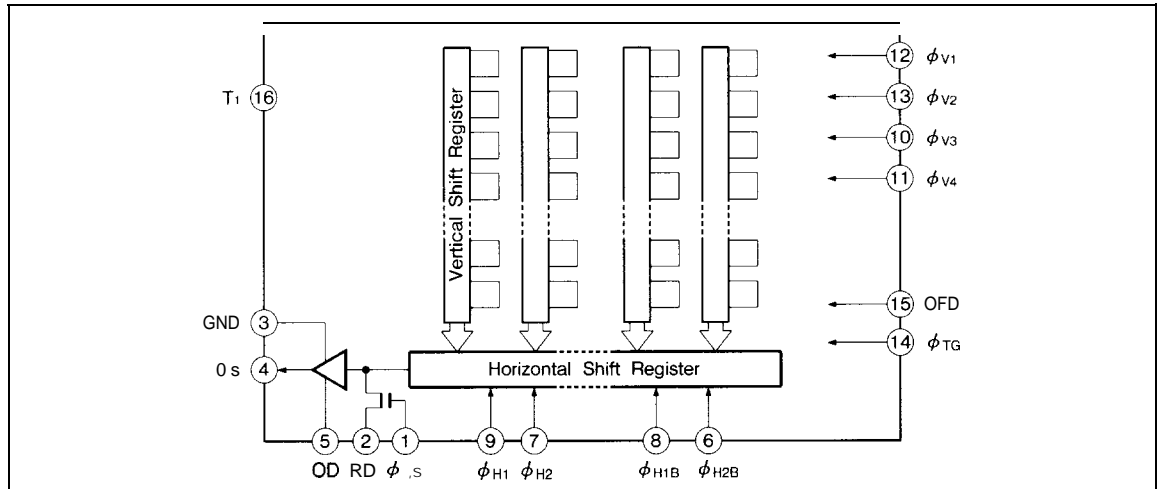 12 ϕV1
T1 16
13 ϕV2
10 ϕV3
11 ϕV4
Vertical Shift Register
15 OFD
GND 3
14 ϕTG
0s 4
Horizontal Shift Register
5 2 1 9 7 8 6
OD RD ϕ,S ϕH1 ϕH2 ϕH1B ϕH2B